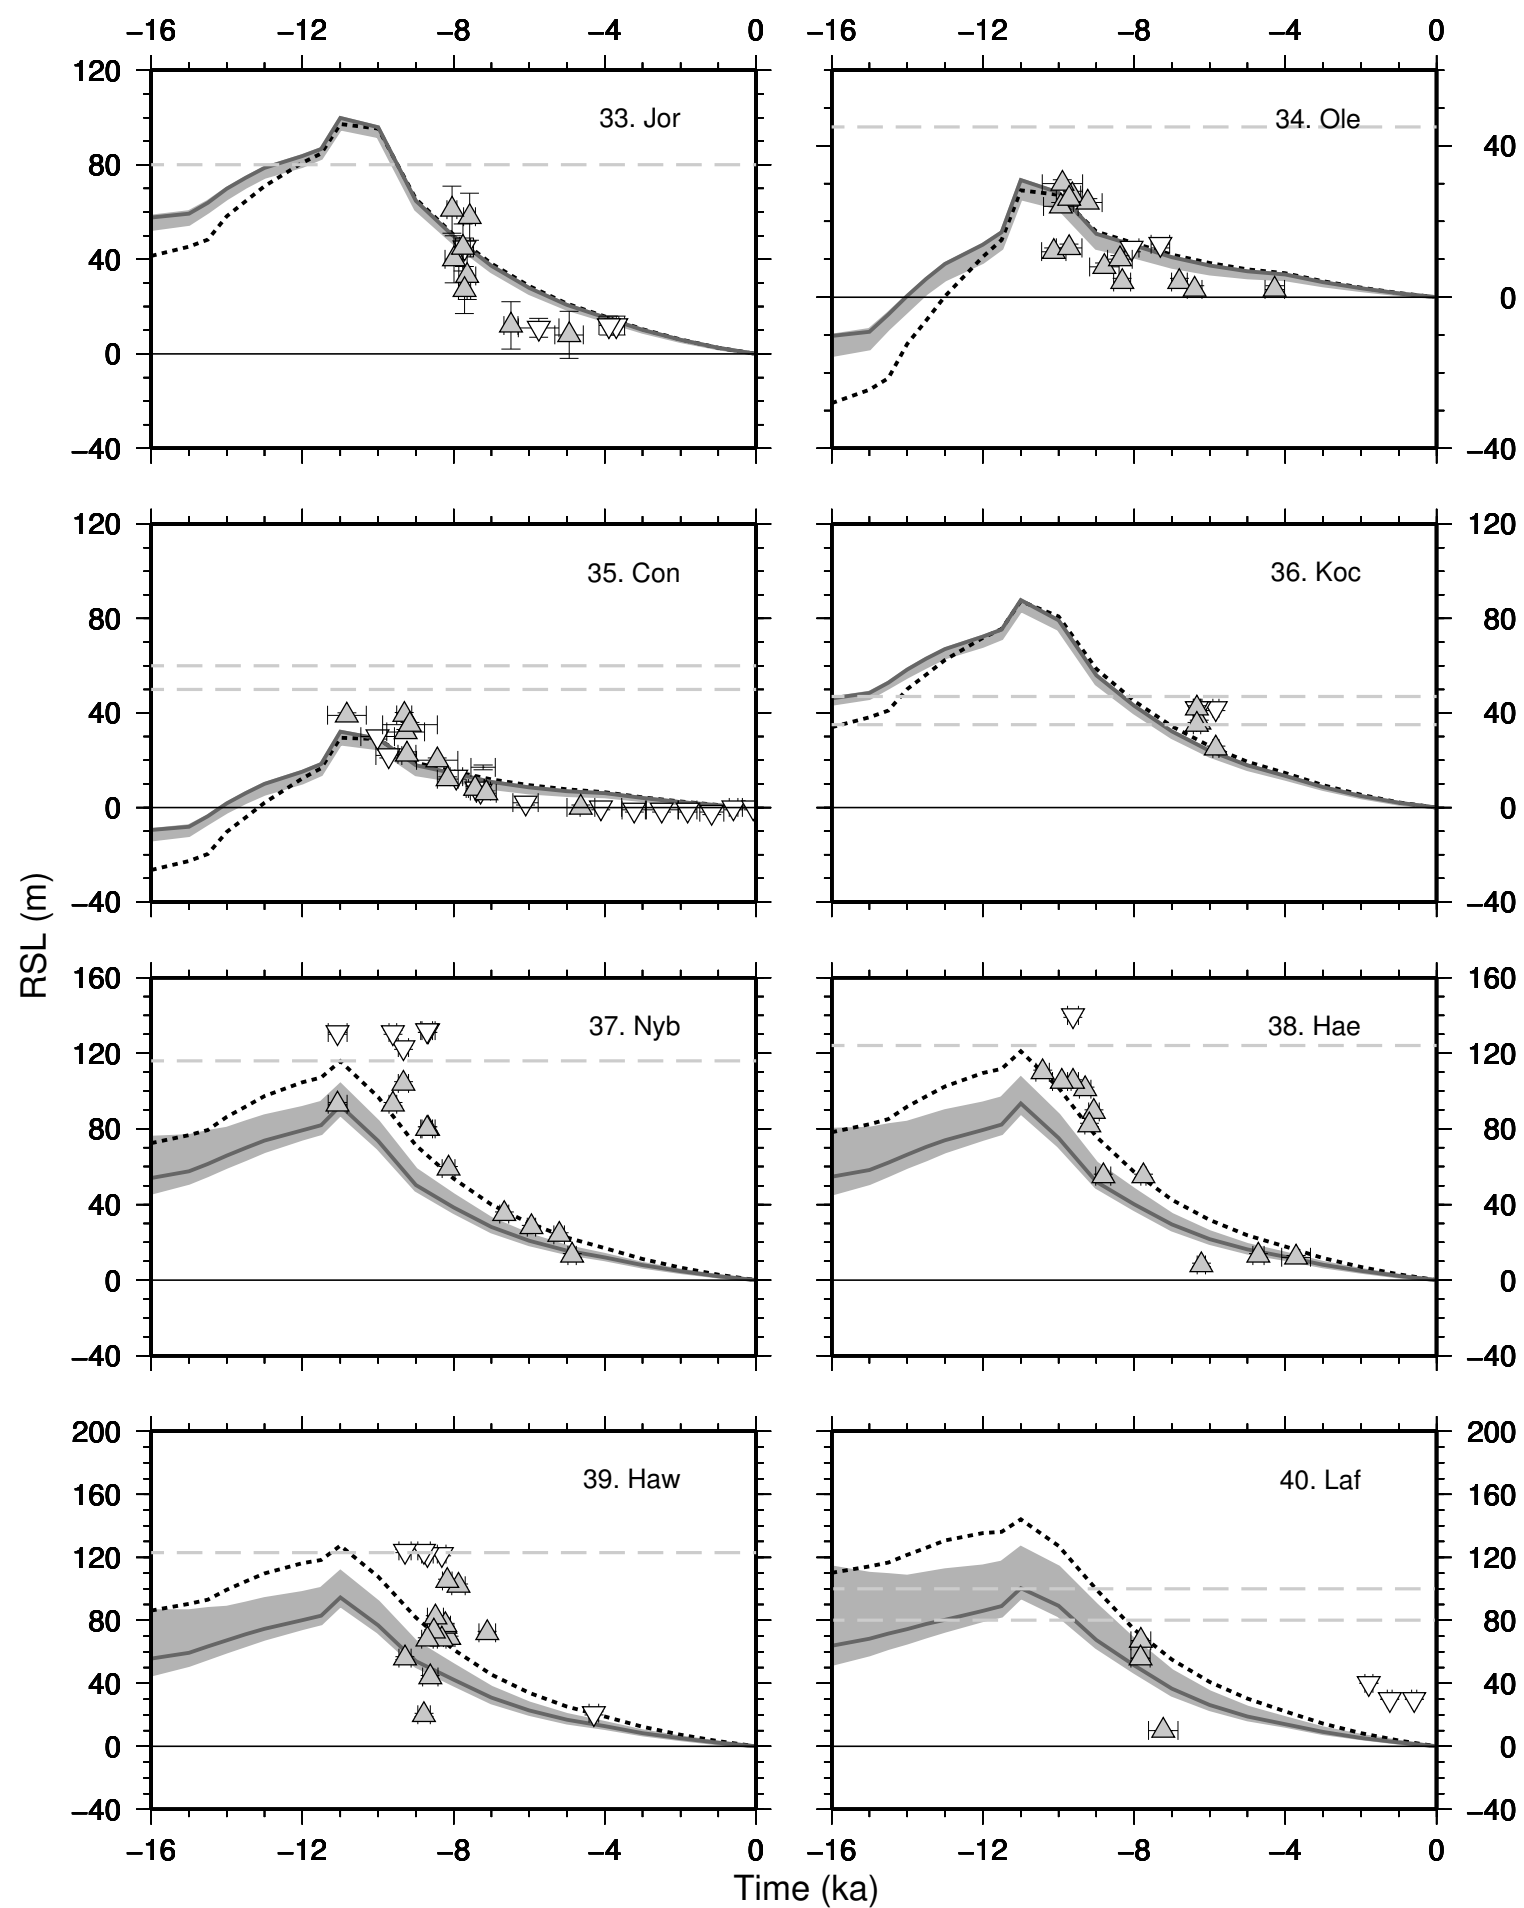 −16 −12 −8 −4 0 −16 −12 −8 −4 0
120 80 40 0 −40
33. Jor
34. Ole
40 0 −40
120 80 40 0 −40
35. Con
36. Koc
120 80 40 0 −40
RSL (m)
160 120 80 40 0 −40
37. Nyb
38. Hae
160 120 80 40 0 −40
200 160 120 80 40 0 −40
39. Haw
40. Laf
200 160 120 80 40 0 −40
−16 −12 −8 −4 0 −16 −12 −8 −4 0
Time (ka)